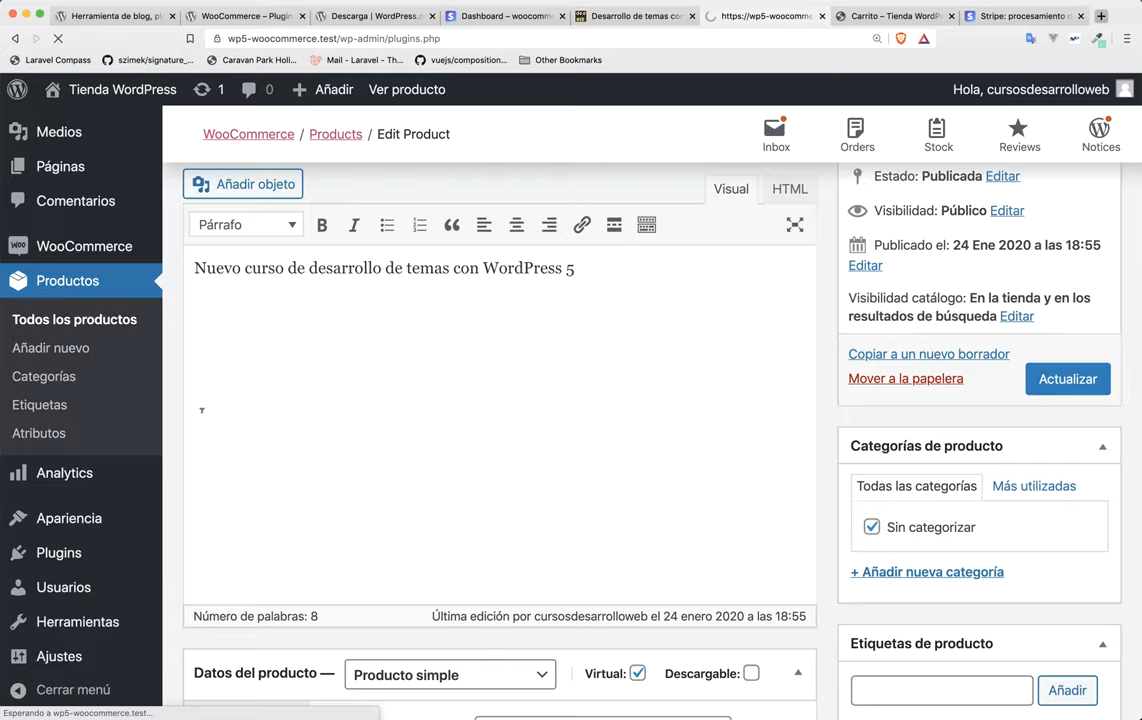 Herramienta de blog, pl
WooCommerce – Plugin
Descarga | WordPress.c
Dashboard – woocomm
Desarrollo de temas con
https://wp5-woocomme
Carrito – Tienda WordPr
Stripe: procesamiento d
wp5-woocommerce.test/wp-admin/plugins.php
Laravel Compass
szimek/signature_...
Caravan Park Holi...
Mail - Laravel - Th...
vuejs/composition...
Other Bookmarks
Tienda WordPress
1
0
Añadir
Ver producto
Hola, cursosdesarrolloweb
Medios
Páginas
Comentarios
WooCommerce
Productos
Todos los productos
Añadir nuevo
Categorías
Etiquetas
Atributos
Analytics
Apariencia
Plugins
Usuarios
Herramientas
Ajustes
Cerrar menú
Esperando a wp5-woocommerce.test...
WooCommerce / Products / Edit Product
Inbox
Orders
Stock
Reviews
Notices
Añadir objeto
Visual
HTML
Párrafo
Nuevo curso de desarrollo de temas con WordPress 5
Número de palabras: 8
Última edición por cursosdesarrolloweb el 24 enero 2020 a las 18:55
Datos del producto —
Producto simple
Virtual:
Descargable:
Estado: Publicada Editar
Visibilidad: Público Editar
Publicado el: 24 Ene 2020 a las 18:55
Editar
Visibilidad catálogo: En la tienda y en los
resultados de búsqueda Editar
Copiar a un nuevo borrador
Mover a la papelera
Actualizar
Categorías de producto
Todas las categorías
Más utilizadas
Sin categorizar
+ Añadir nueva categoría
Etiquetas de producto
Añadir